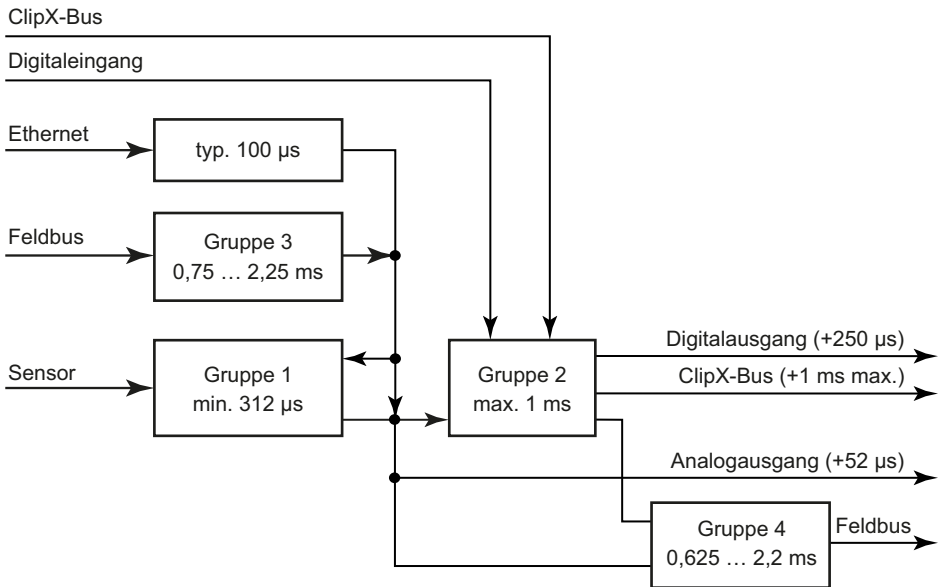 ClipX-Bus
Digitaleingang
Ethernet
typ. 100 µs
Feldbus
Gruppe 3
0,75 … 2,25 ms
Sensor
Gruppe 1
min. 312 µs
Gruppe 2
max. 1 ms
Digitalausgang (+250 µs)
ClipX-Bus (+1 ms max.)
Analogausgang (+52 µs)
Gruppe 4
0,625 … 2,2 ms
Feldbus